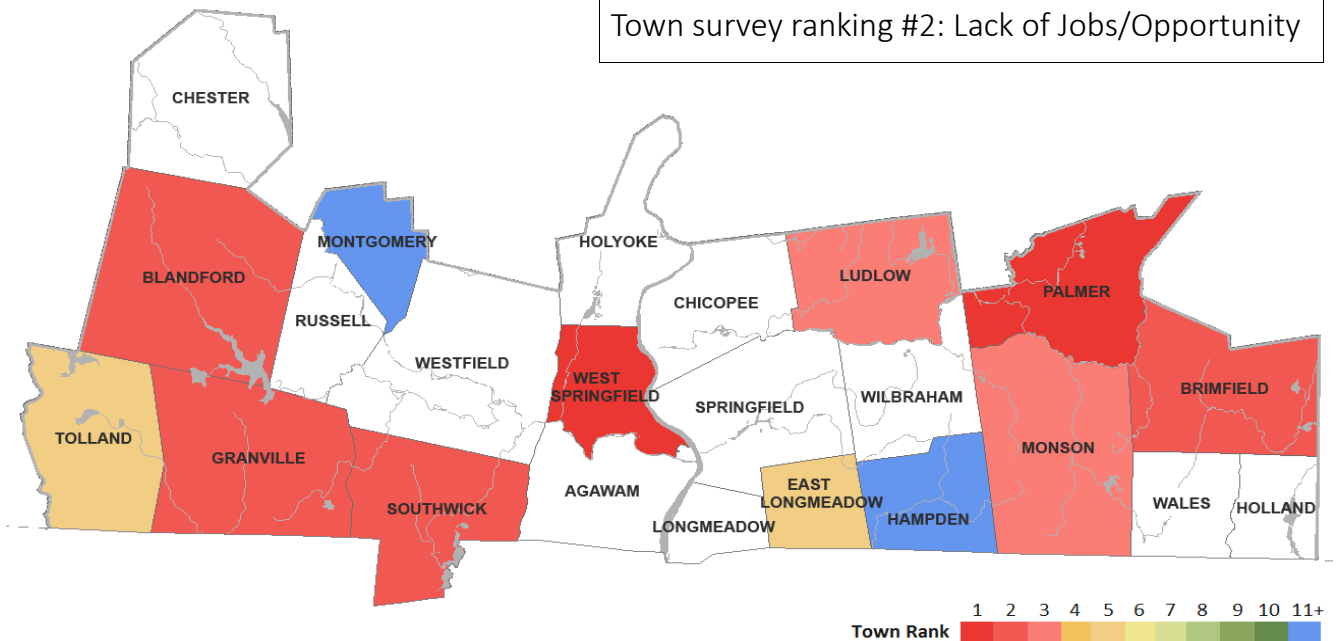 Town survey ranking #2: Lack of Jobs/Opportunity
CHESTER
MONTGOMERY
HOLYOKE
BLANDFORD
LUDLOW
PALMER
CHICOPEE
RUSSELL
WESTFIELD
WEST
SPRINGFIELD
BRIMFIELD
WILBRAHAM
SPRINGFIELD
TOLLAND
GRANVILLE
MONSON
EAST
LONGMEADOW
AGAWAM
WALES
HOLLAND
SOUTHWICK
HAMPDEN
LONGMEADOW
1 2 3 4 5 6 7 8 9 10 11+
Town Rank